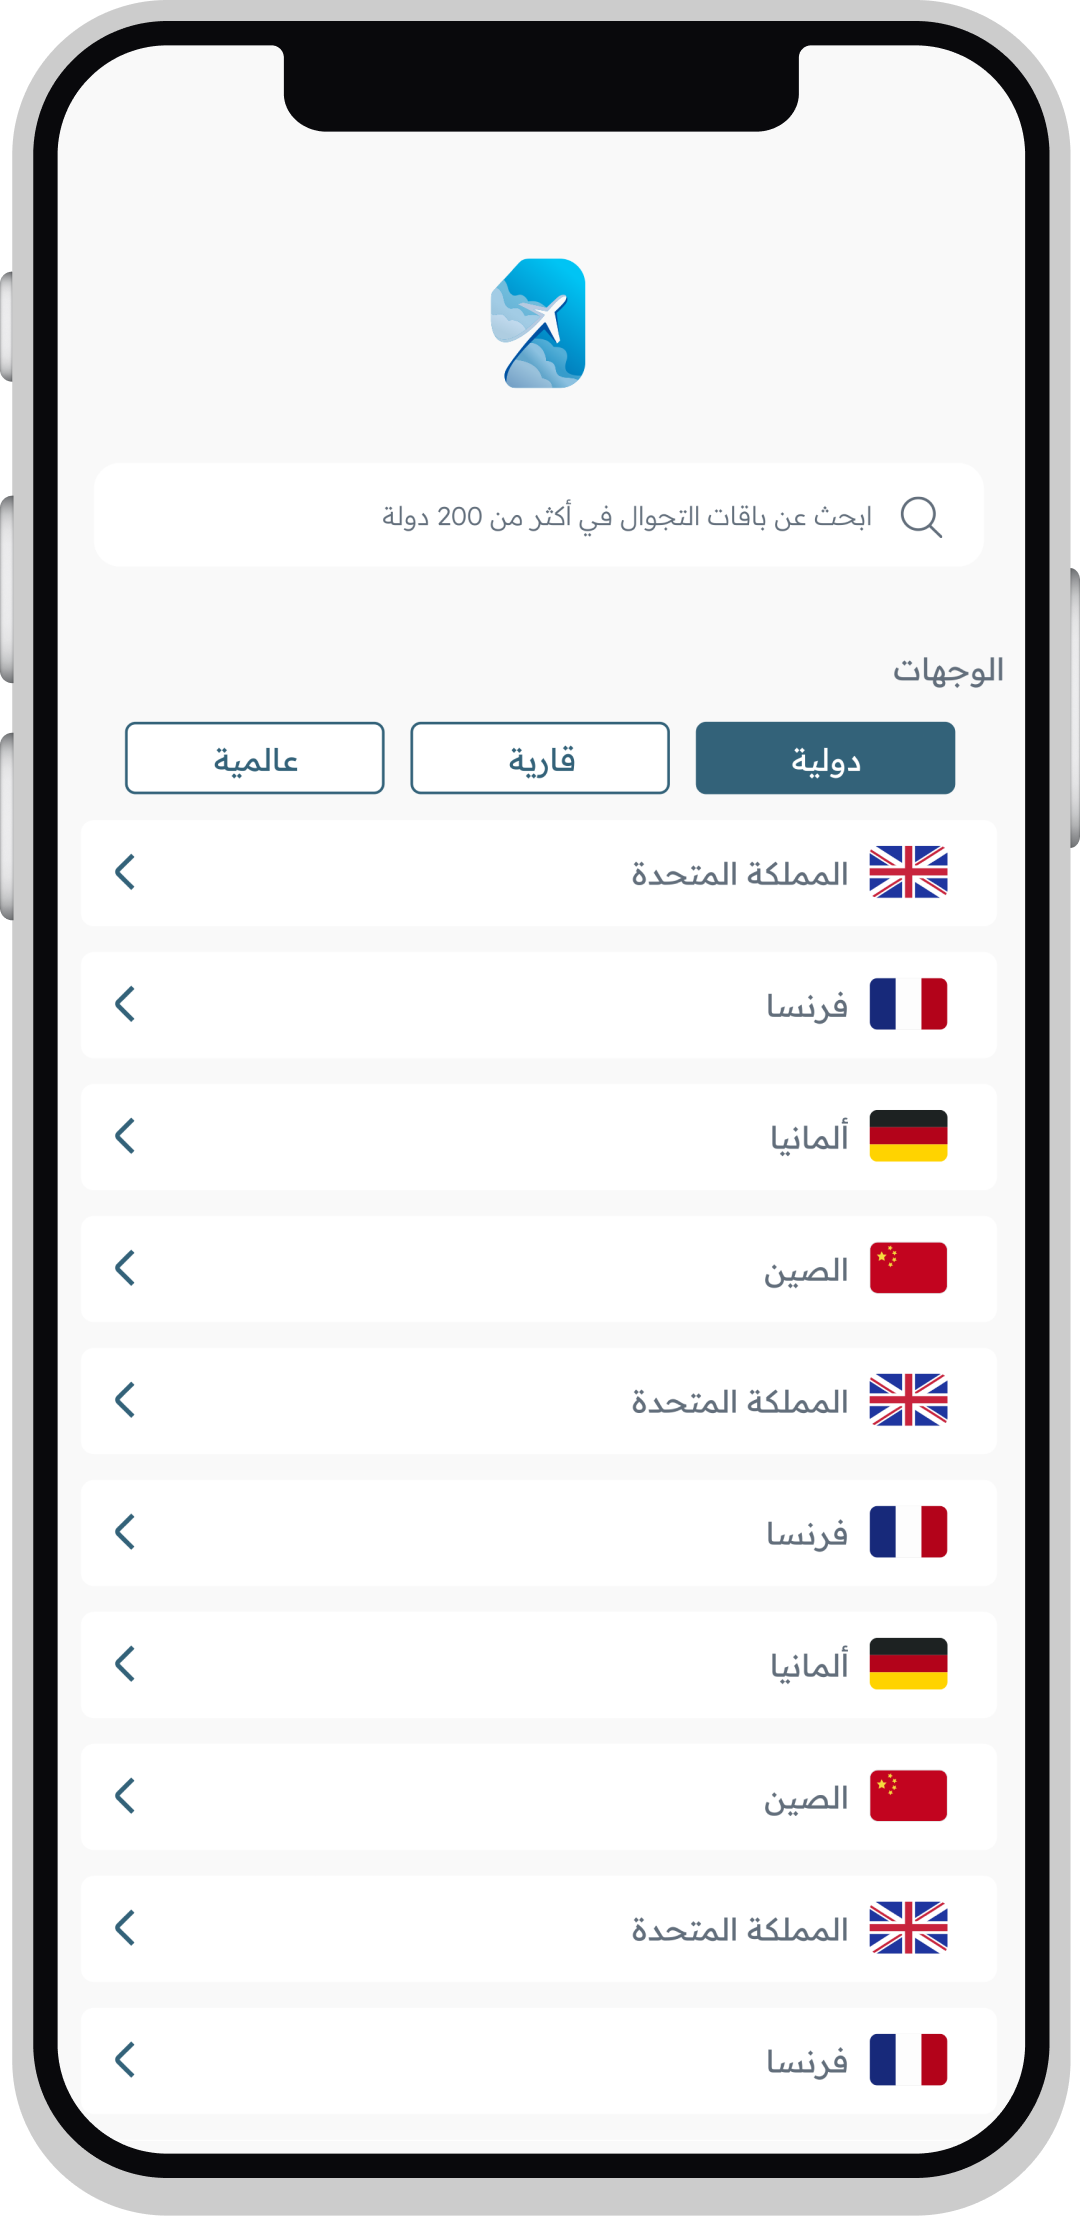 ابحث عن باقات التجوال في أكثر من 200 دولة
الوجهات
دولية
قارية
عالمية
المملكة المتحدة
فرنسا
ألمانيا
الصين
المملكة المتحدة
فرنسا
ألمانيا
الصين
المملكة المتحدة
فرنسا